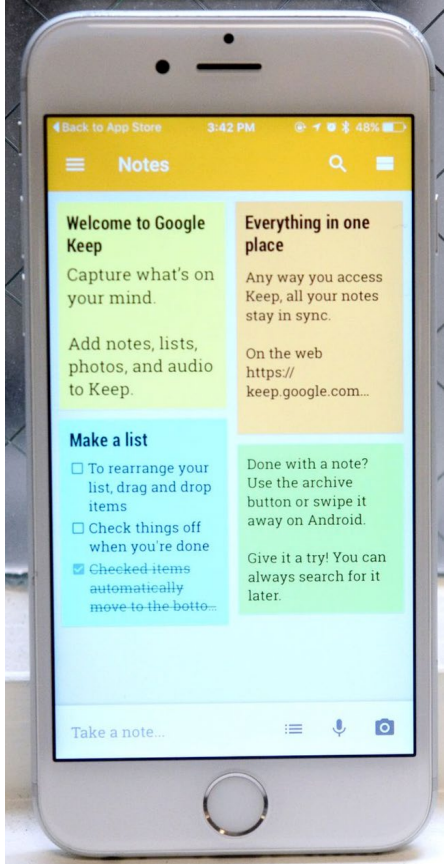 Back to App Store 3:42 PM 48%
Notes
Welcome to Google
Keep
Capture what's on
your mind.
Add notes, lists,
photos, and audio
to Keep.
Everything in one
place
Any way you access
Keep, all your notes
stay in sync.
On the web
https://
keep.google.com...
Make a list
To rearrange your
list, drag and drop
items
Check things off
when you're done
Checked items
automatically
move to the botto...
Done with a note?
Use the archive
button or swipe it
away on Android.
Give it a try! You can
always search for it
later.
Take a note...